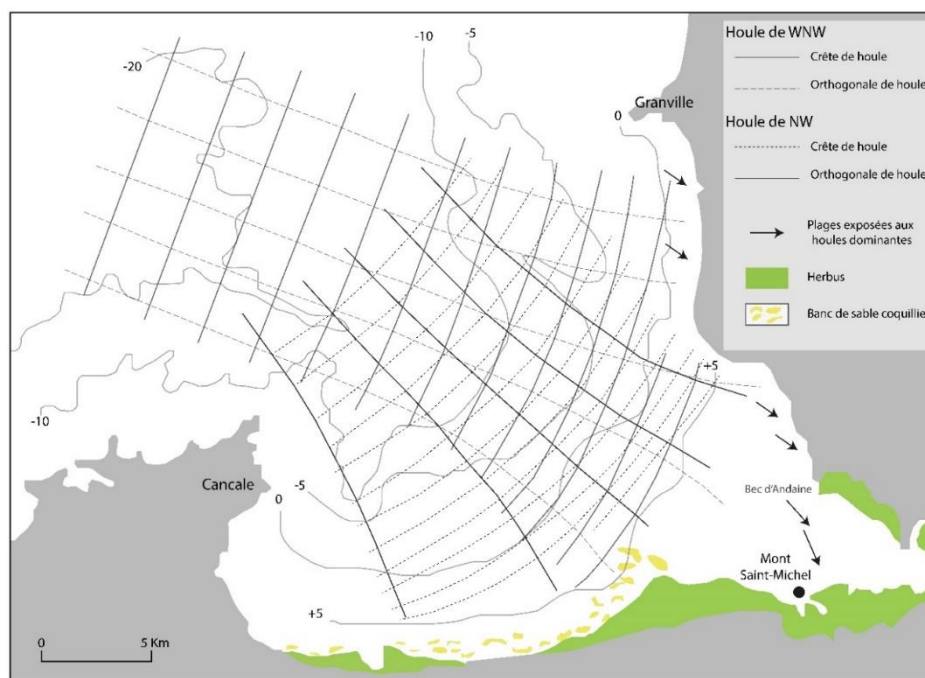 -20
-10
-5
Granville
0
Houle de WNW
Crête de houle
Orthogonale de houle
Houle de NW
Crête de houle
Orthogonale de houle
Plages exposées aux
houles dominantes
Herbus
Banc de sable coquillier
+5
-10
Cancale
-5
0
Bec d'Andaine
Mont
Saint-Michel
+5
0
5 Km